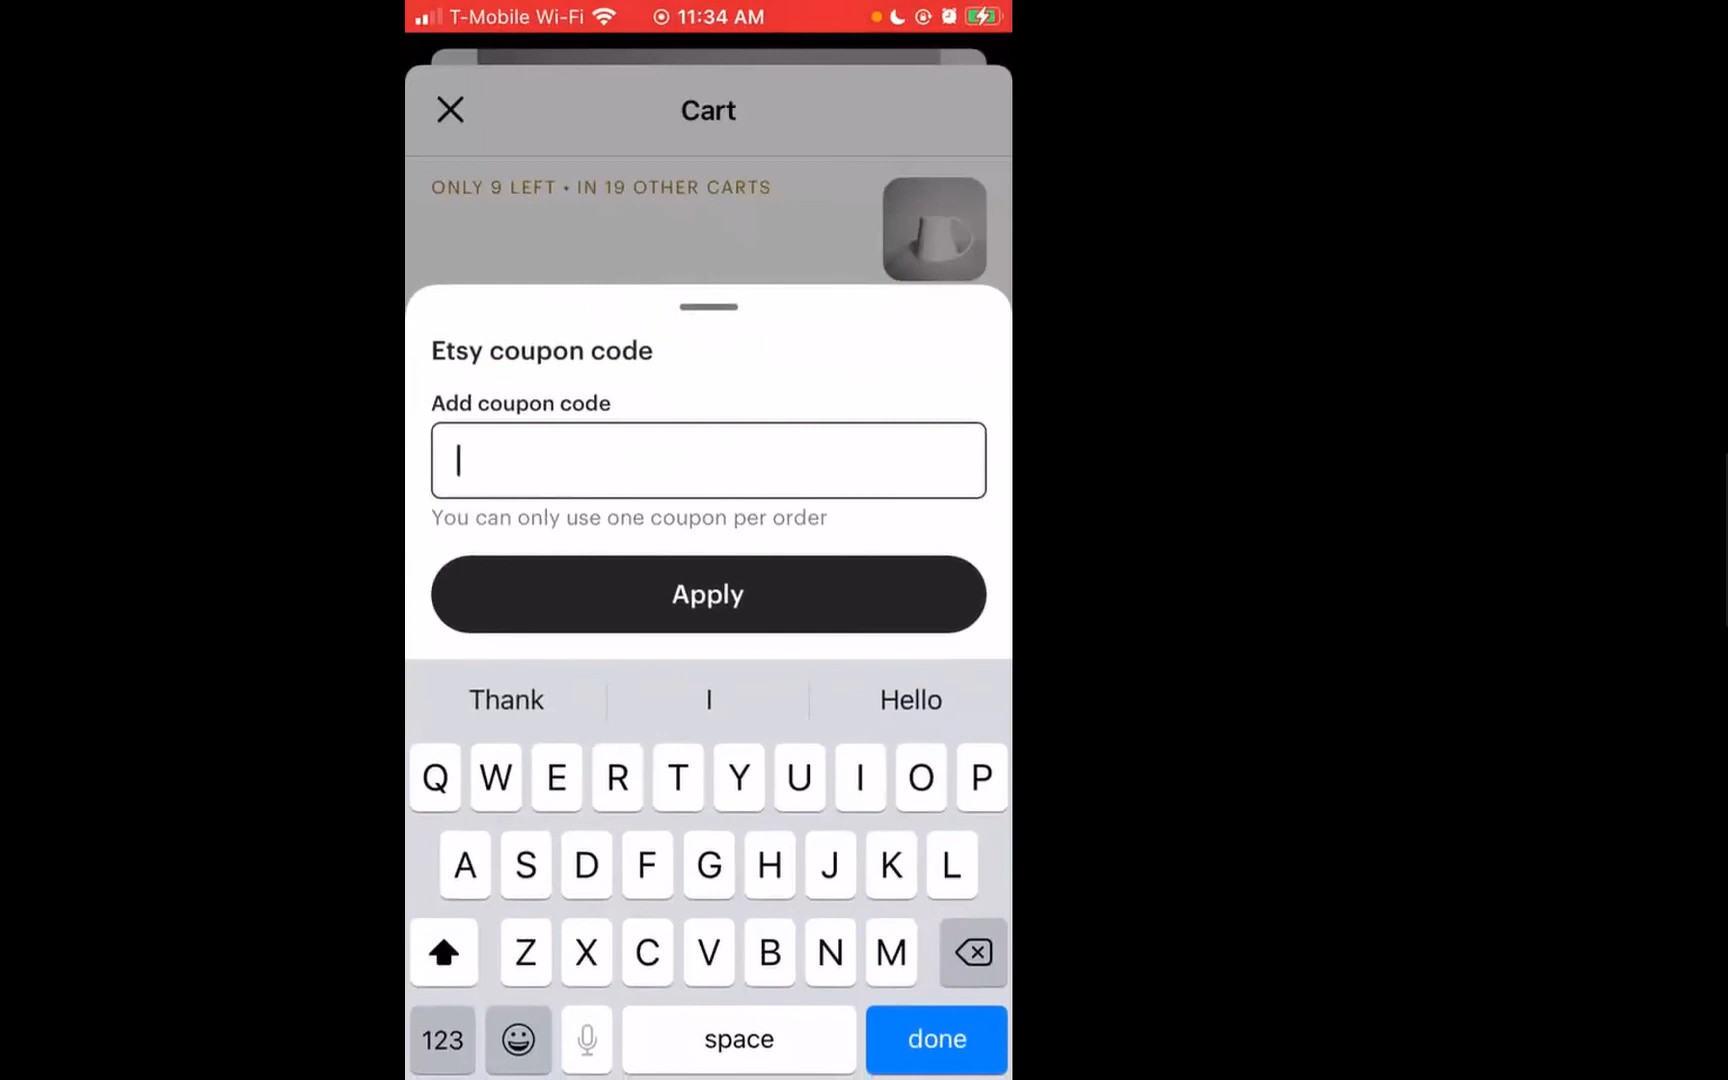 T-Mobile Wi-Fi 11:34 AM
Cart
ONLY 9 LEFT • IN 19 OTHER CARTS
Etsy coupon code
Add coupon code
You can only use one coupon per order
Apply
Thank I Hello
Q W E R T Y U I O P
A S D F G H J K L
Z X C V B N M
123 space done